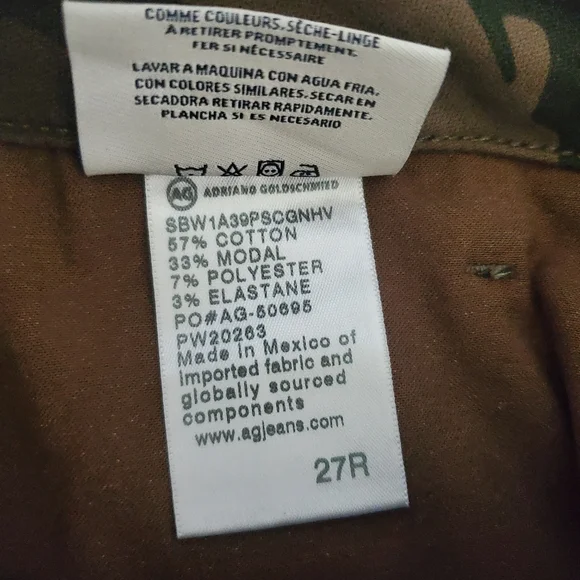 COMME COULEURS. SÈCHE-LINGE
À RETIRER PROMPTEMENT.
FER SI NÉCESSAIRE
LAVAR A MAQUINA CON AGUA FRIA.
CON COLORES SIMILARES. SECAR EN
SECADORA RETIRAR RAPIDAMENTE.
PLANCHA SI ES NECESARIO
AG ADRIANO GOLDSCHMIED
SBW1A39PSCGNHV
57% COTTON
33% MODAL
7% POLYESTER
3% ELASTANE
PO#AG-50695
PW20263
Made in Mexico of
imported fabric and
globally sourced
components
www.agjeans.com
27R